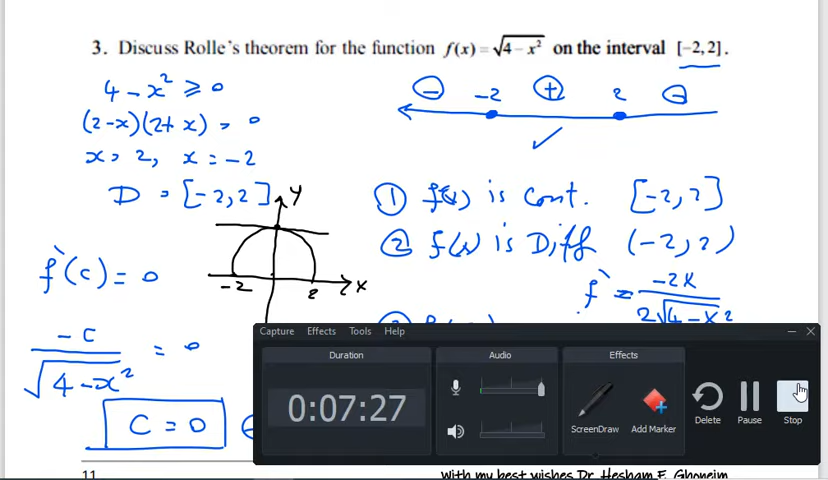 3. Discuss Rolle's theorem for the function f(x) = √4 − x² on the interval [−2, 2].
4 − x² ≥ 0
(2−x)(2+x) = 0
x = 2, x = −2
D = [−2, 2]
− −2 + 2 −
① f(x) is Cont. [−2, 2]
② f(x) is Diff (−2, 2)
f` = −2x / 2√4 − x²
y
x
−2 2
f`(c) = 0
−c / √4 − x² = 0
C = 0
Capture Effects Tools Help
Duration Audio Effects
0:07:27
ScreenDraw Add Marker Delete Pause Stop
11
With my best wishes Dr. Hesham E. Ghoneim